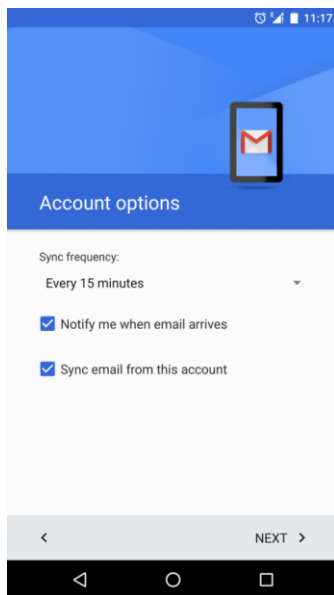 11:17
Account options
Sync frequency:
Every 15 minutes
Notify me when email arrives
Sync email from this account
NEXT